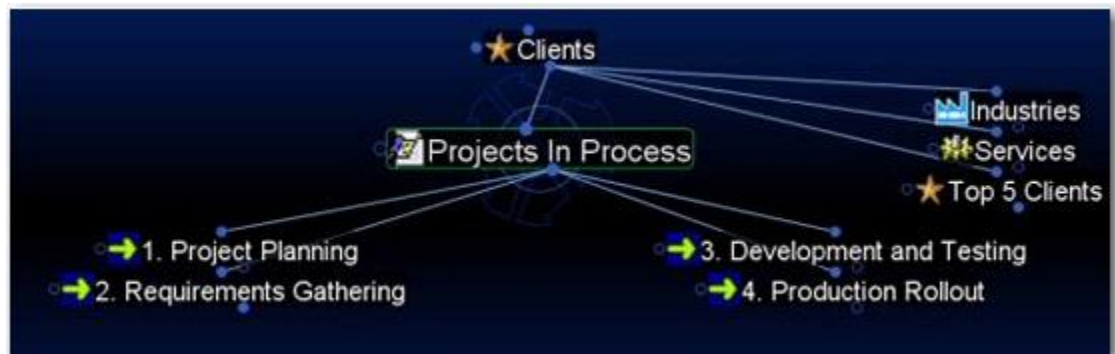 Clients
Industries
Projects In Process
Services
Top 5 Clients
1. Project Planning
3. Development and Testing
2. Requirements Gathering
4. Production Rollout